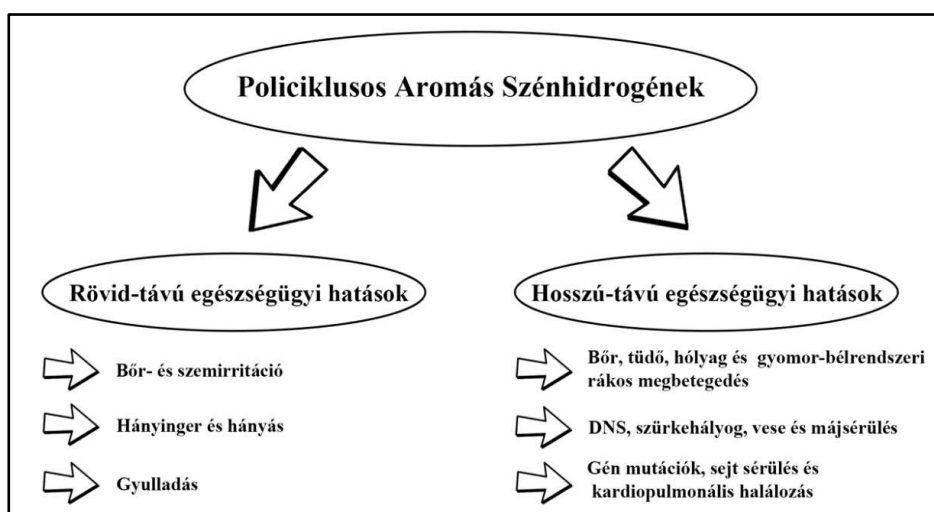 Policiklusos Aromás Szénhidrogének
Rövid-távú egészségügyi hatások
Bőr- és szemirritáció
Hányinger és hányás
Gyulladás
Hosszú-távú egészségügyi hatások
Bőr, tüdő, hólyag és gyomor-bélrendszeri
rákos megbetegedés
DNS, szürkehályog, vese és májsérülés
Gén mutációk, sejt sérülés és
kardiopulmonális halálozás